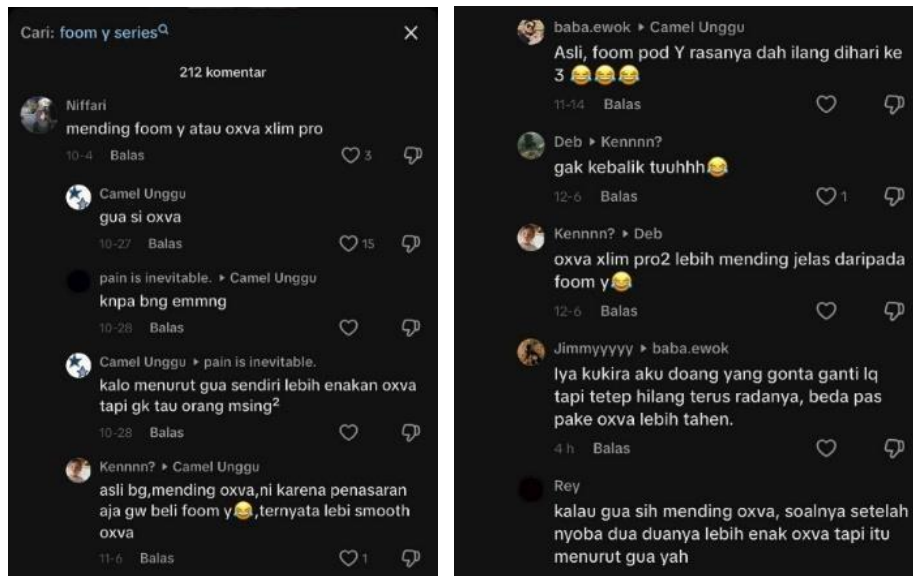 Cari: foom y series
212 komentar
Niffari
mending foom y atau oxva xlim pro
10-4 Balas 3
Camel Unggu
gua si oxva
10-27 Balas 15
pain is inevitable. ▸ Camel Unggu
knpa bng emmng
10-28 Balas
Camel Unggu ▸ pain is inevitable.
kalo menurut gua sendiri lebih enakan oxva
tapi gk tau orang msing²
10-28 Balas
Kennnn? ▸ Camel Unggu
asli bg,mending oxva,ni karena penasaran
aja gw beli foom y😂,ternyata lebi smooth
oxva
11-6 Balas 1
baba.ewok ▸ Camel Unggu
Asli, foom pod Y rasanya dah ilang dihari ke
3 😂😂😂
11-14 Balas
Deb ▸ Kennnn?
gak kebalik tuuhhh😂
12-6 Balas 1
Kennnn? ▸ Deb
oxva xlim pro2 lebih mending jelas daripada
foom y😂
12-6 Balas
Jimmyyyyy ▸ baba.ewok
Iya kukira aku doang yang gonta ganti lq
tapi tetep hilang terus radanya, beda pas
pake oxva lebih tahen.
4 h Balas
Rey
kalau gua sih mending oxva, soalnya setelah
nyoba dua duanya lebih enak oxva tapi itu
menurut gua yah